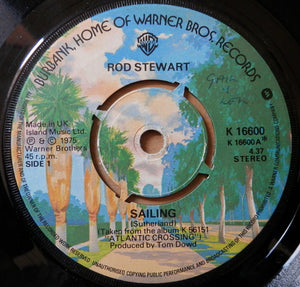 BURBANK, HOME OF WARNER BROS. RECORDS
WB
ROD STEWART
Made in UK
Island Music Ltd.
℗ & © 1975
Warner Brothers
45 r.p.m.
SIDE 1
K 16600
K 16600 A
4.37
STEREO
SAILING
(Sutherland)
(Taken from the album K 56151
"ATLANTIC CROSSING")
Produced by Tom Dowd